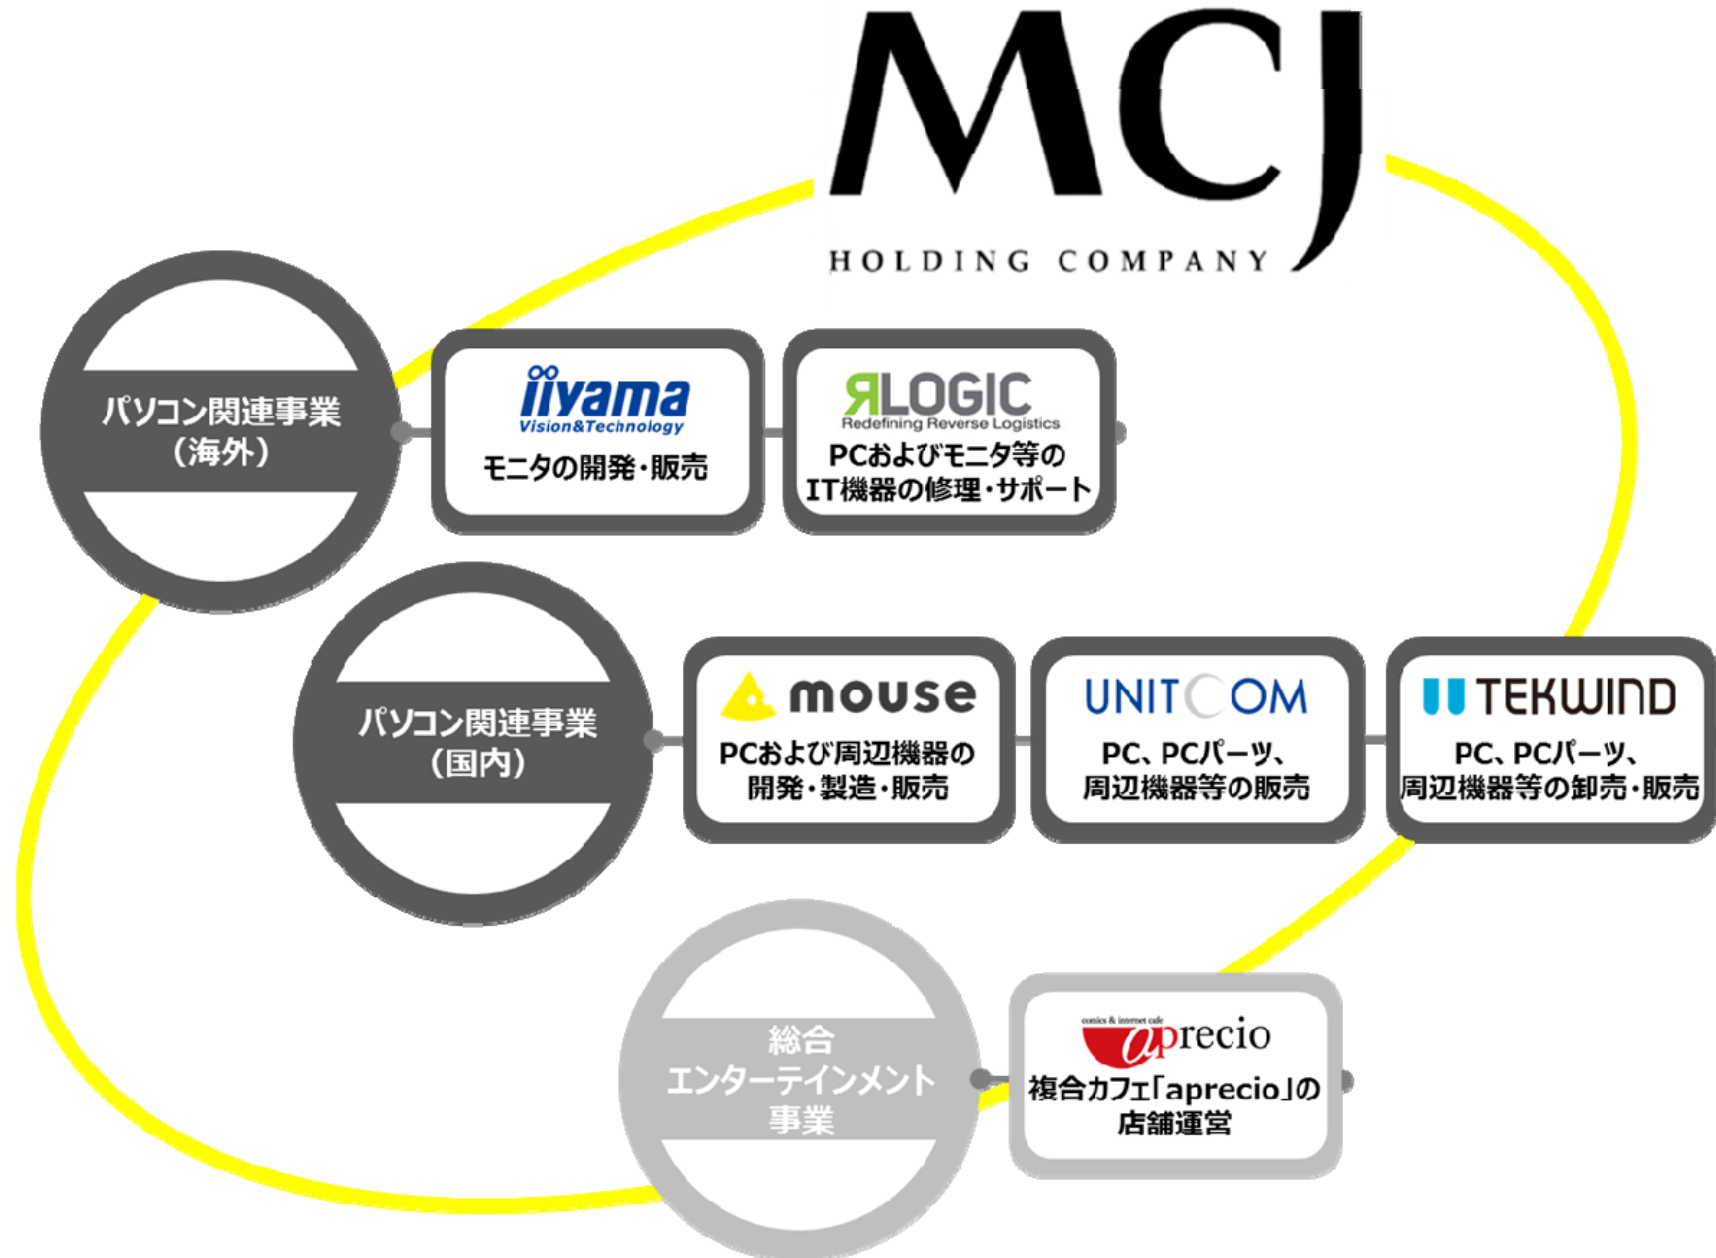 MCJ
HOLDING COMPANY
パソコン関連事業
（海外）
iiyama
Vision&Technology
モニタの開発・販売
RLOGIC
Redefining Reverse Logistics
PCおよびモニタ等の
IT機器の修理・サポート
パソコン関連事業
（国内）
mouse
PCおよび周辺機器の
開発・製造・販売
UNITCOM
PC、PCパーツ、
周辺機器等の販売
TEKWIND
PC、PCパーツ、
周辺機器等の卸売・販売
総合
エンターテインメント
事業
comics & internet cafe
aprecio
複合カフェ「aprecio」の
店舗運営